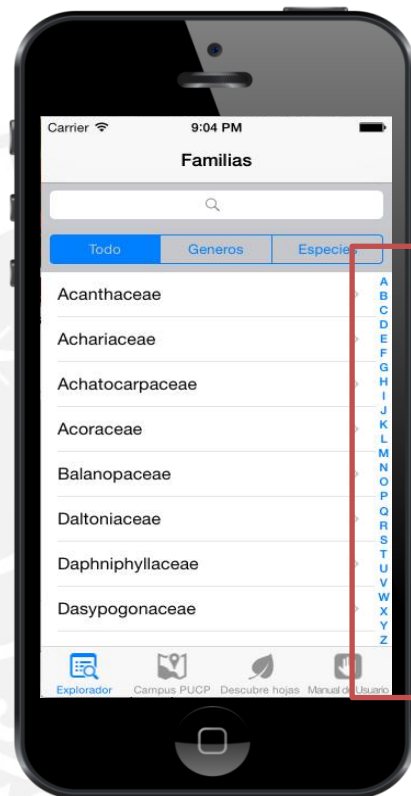 Carrier 9:04 PM
Familias
Todo Generos Especies
Acanthaceae
Achariaceae
Achatocarpaceae
Acoraceae
Balanopaceae
Daltoniaceae
Daphniphyllaceae
Dasypogonaceae
A
B
C
D
E
F
G
H
I
J
K
L
M
N
O
P
Q
R
S
T
U
V
W
X
Y
Z
Explorador Campus PUCP Descubre hojas Manual de Usuario